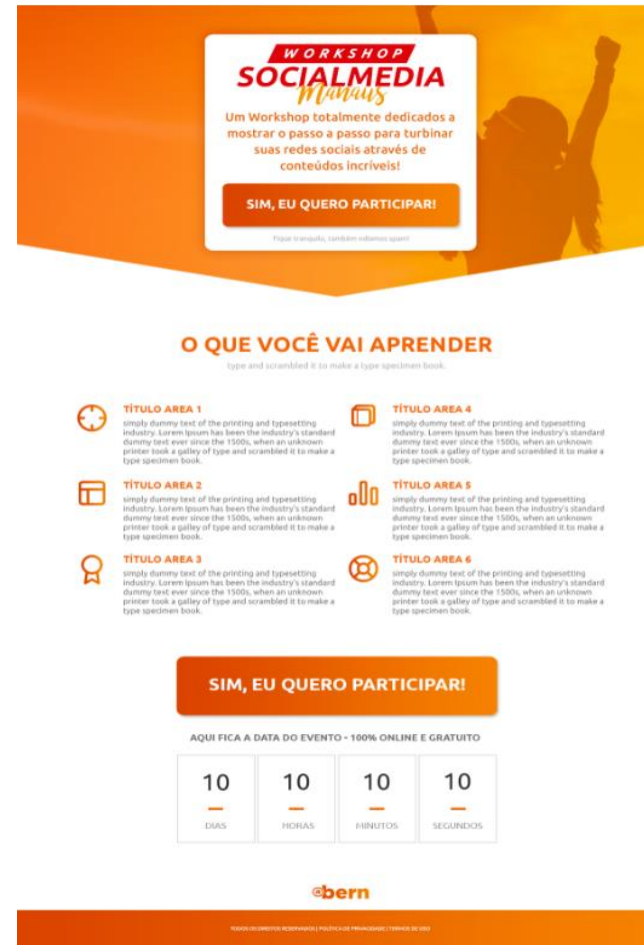 WORKSHOP
SOCIALMEDIA
Manaus
Um Workshop totalmente dedicados a
mostrar o passo a passo para turbinar
suas redes sociais através de
conteúdos incríveis!
SIM, EU QUERO PARTICIPAR!
Fique tranquilo, também odiamos spam!
O QUE VOCÊ VAI APRENDER
type and scrambled it to make a type specimen book.
TÍTULO AREA 1
simply dummy text of the printing and typesetting
industry. Lorem Ipsum has been the industry's standard
dummy text ever since the 1500s, when an unknown
printer took a galley of type and scrambled it to make a
type specimen book.
TÍTULO AREA 2
simply dummy text of the printing and typesetting
industry. Lorem Ipsum has been the industry's standard
dummy text ever since the 1500s, when an unknown
printer took a galley of type and scrambled it to make a
type specimen book.
TÍTULO AREA 3
simply dummy text of the printing and typesetting
industry. Lorem Ipsum has been the industry's standard
dummy text ever since the 1500s, when an unknown
printer took a galley of type and scrambled it to make a
type specimen book.
TÍTULO AREA 4
simply dummy text of the printing and typesetting
industry. Lorem Ipsum has been the industry's standard
dummy text ever since the 1500s, when an unknown
printer took a galley of type and scrambled it to make a
type specimen book.
TÍTULO AREA 5
simply dummy text of the printing and typesetting
industry. Lorem Ipsum has been the industry's standard
dummy text ever since the 1500s, when an unknown
printer took a galley of type and scrambled it to make a
type specimen book.
TÍTULO AREA 6
simply dummy text of the printing and typesetting
industry. Lorem Ipsum has been the industry's standard
dummy text ever since the 1500s, when an unknown
printer took a galley of type and scrambled it to make a
type specimen book.
SIM, EU QUERO PARTICIPAR!
AQUI FICA A DATA DO EVENTO - 100% ONLINE E GRATUITO
10 10 10 10
DIAS HORAS MINUTOS SEGUNDOS
@bern
TODOS OS DIREITOS RESERVADOS | POLÍTICA DE PRIVACIDADE | TERMOS DE USO